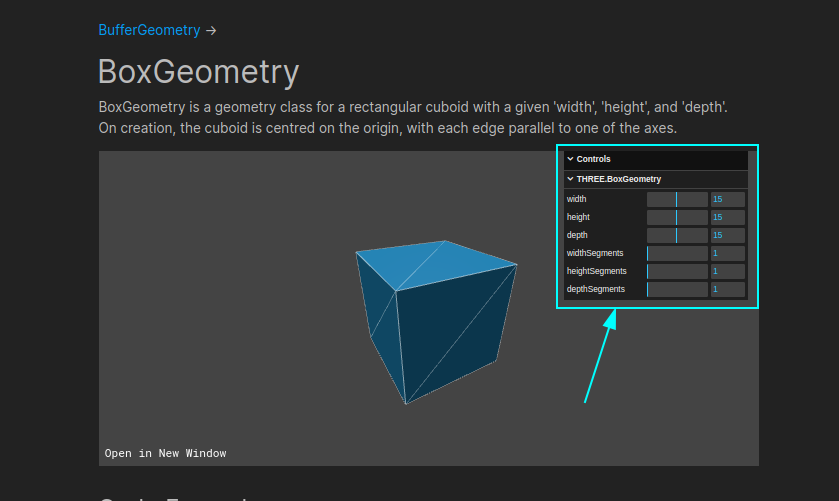 BufferGeometry →
BoxGeometry
BoxGeometry is a geometry class for a rectangular cuboid with a given 'width', 'height', and 'depth'.
On creation, the cuboid is centred on the origin, with each edge parallel to one of the axes.
Controls
THREE.BoxGeometry
width 15
height 15
depth 15
widthSegments 1
heightSegments 1
depthSegments 1
Open in New Window